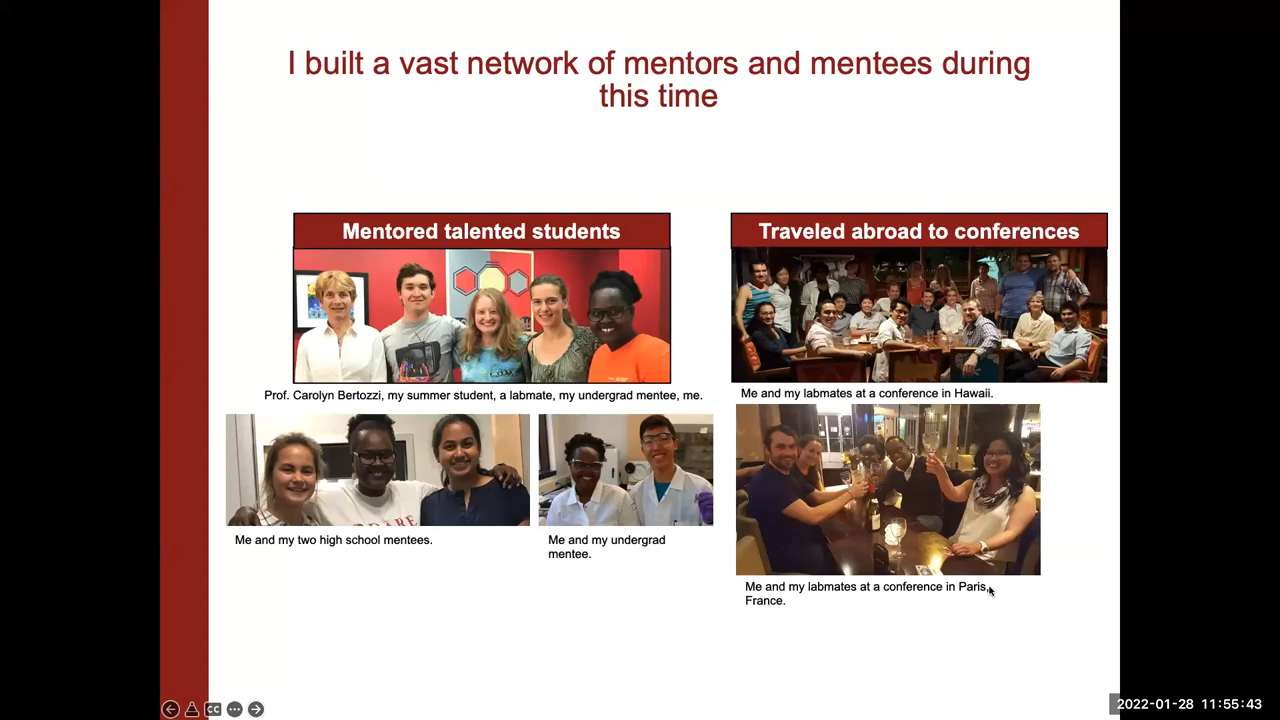 I built a vast network of mentors and mentees during
this time
Mentored talented students
Prof. Carolyn Bertozzi, my summer student, a labmate, my undergrad mentee, me.
Me and my two high school mentees.
Me and my undergrad
mentee.
Traveled abroad to conferences
Me and my labmates at a conference in Hawaii.
Me and my labmates at a conference in Paris,
France.
CC
2022-01-28 11:55:43